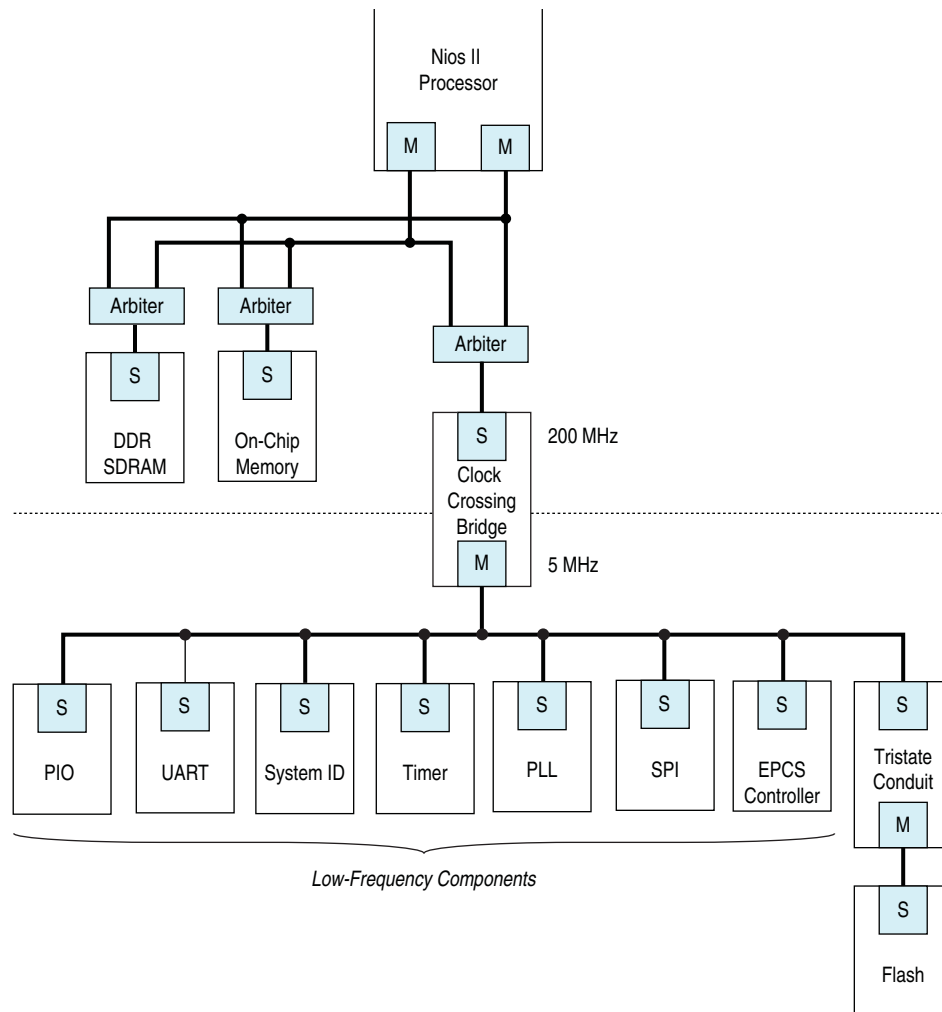 Nios II
Processor
M
M
Arbiter
Arbiter
Arbiter
S
S
DDR
SDRAM
On-Chip
Memory
S
200 MHz
Clock
Crossing
Bridge
M
5 MHz
S
S
S
S
S
S
S
S
PIO
UART
System ID
Timer
PLL
SPI
EPCS
Controller
Tristate
Conduit
M
Low-Frequency Components
S
Flash